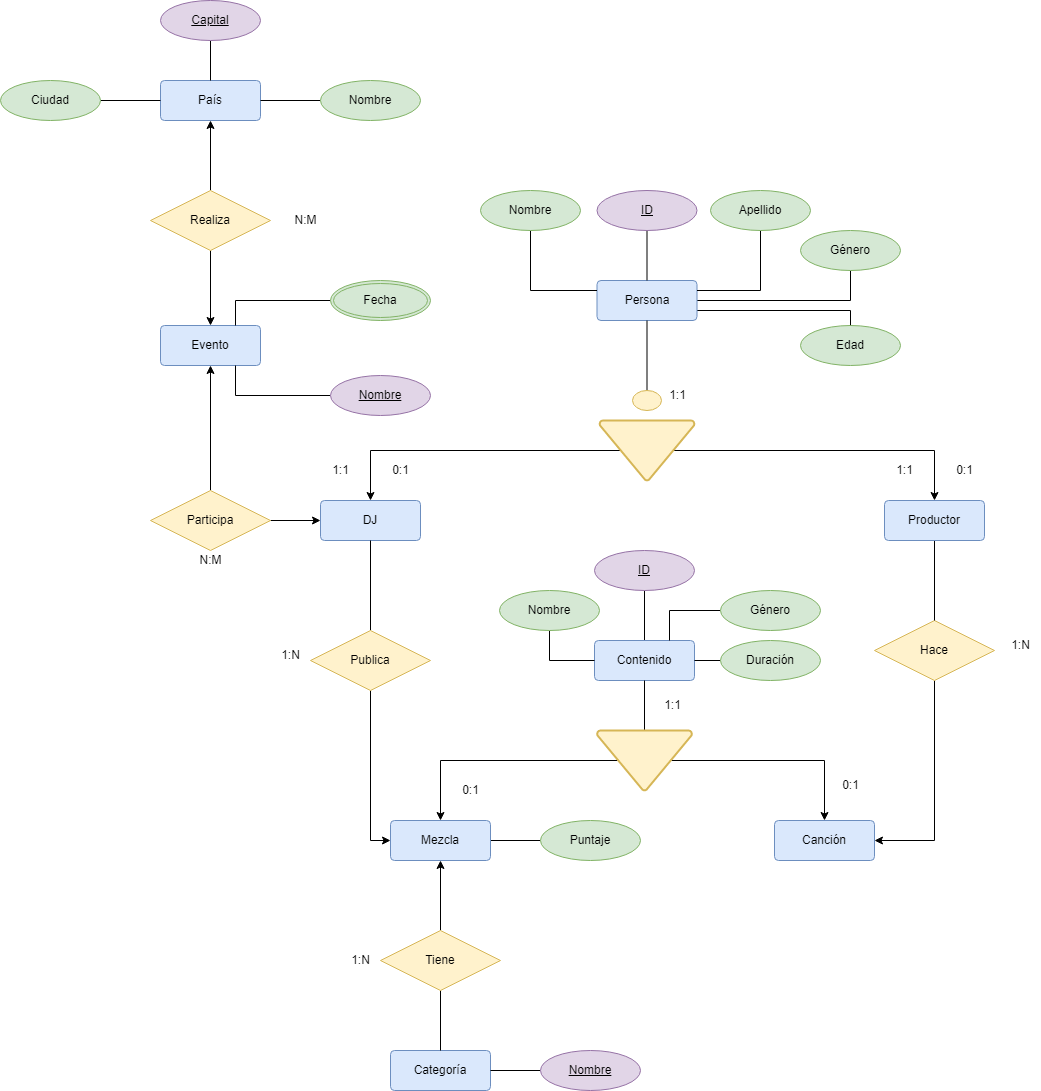 Capital
Ciudad
País
Nombre
Realiza
N:M
Nombre
ID
Apellido
Género
Fecha
Persona
Evento
Edad
Nombre
1:1
1:1
0:1
1:1
0:1
Participa
DJ
Productor
N:M
ID
Nombre
Género
1:N
Publica
Contenido
Duración
Hace
1:N
1:1
0:1
0:1
Mezcla
Puntaje
Canción
1:N
Tiene
Categoría
Nombre